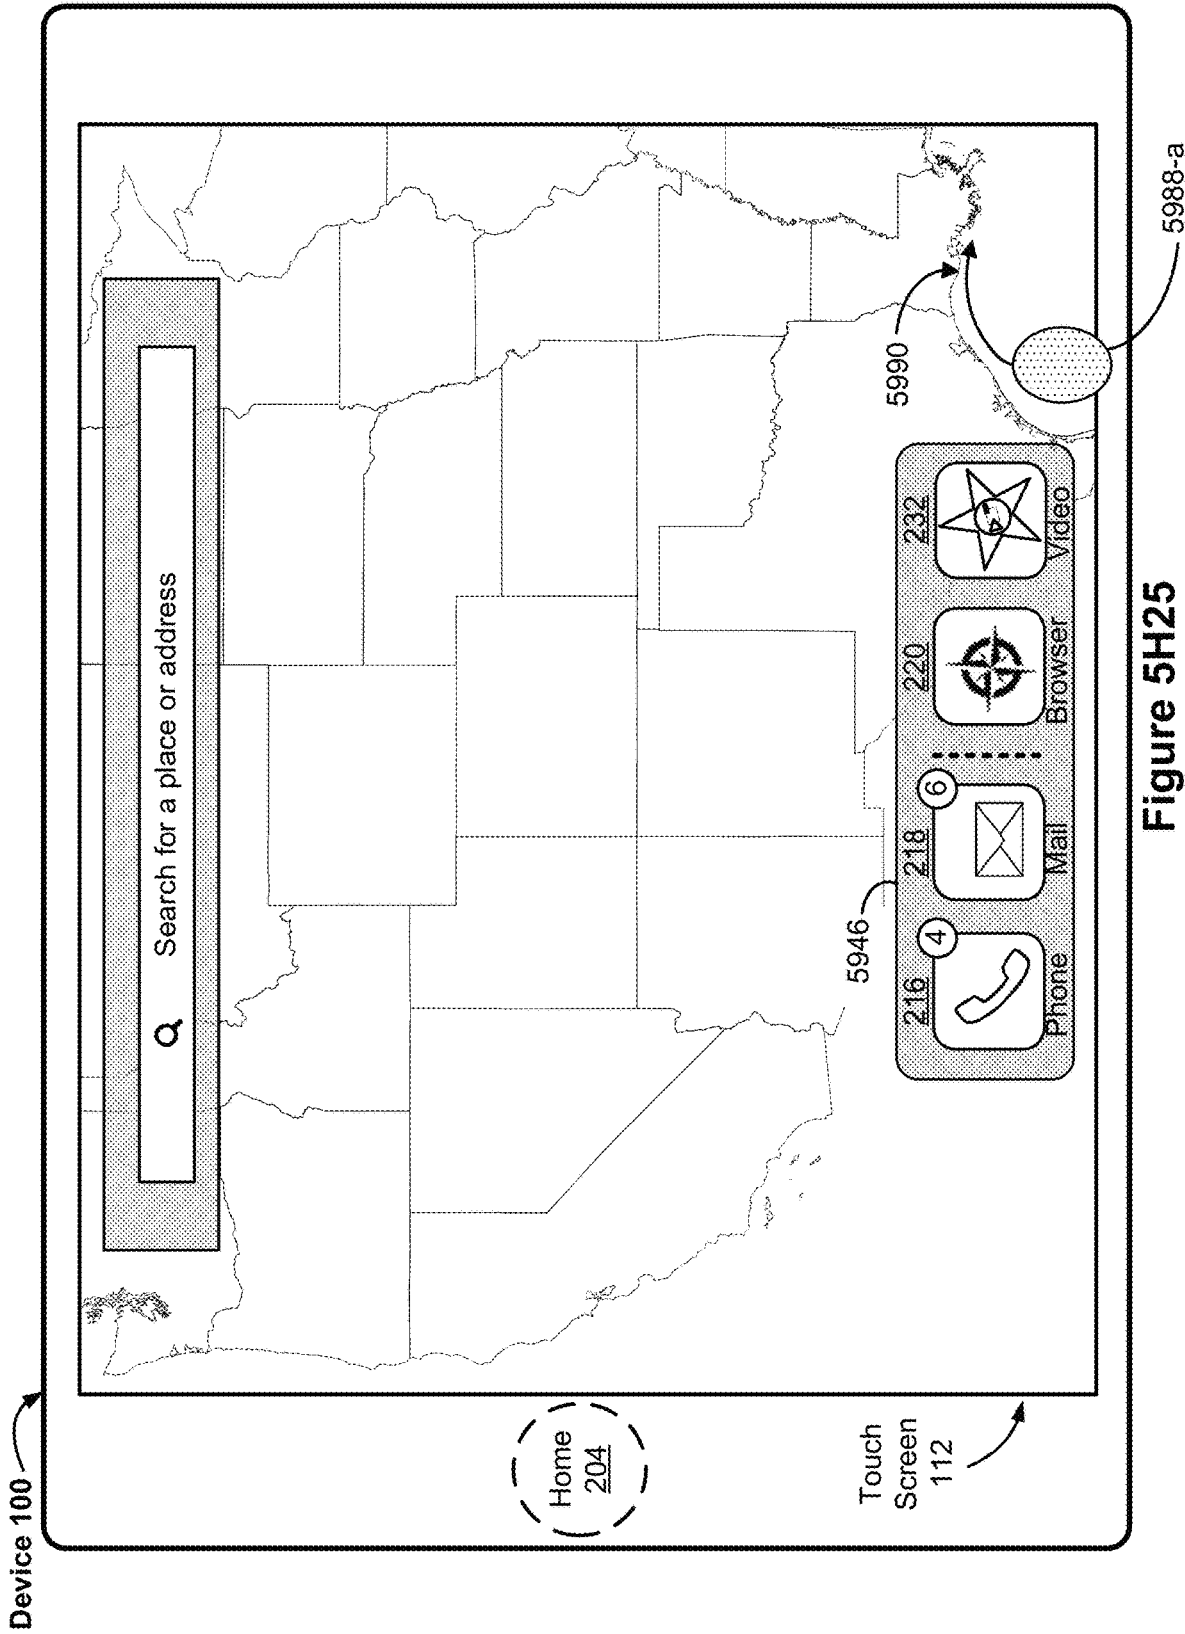 Device 100
Search for a place or address
5990
5946
216
4
218
6
220
232
Phone
Mail
Browser
Video
5988-a
Home
204
Touch
Screen
112
Figure 5H25